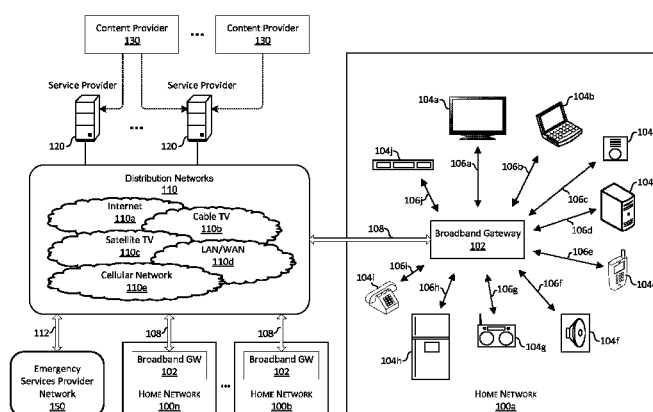 Content Provider
130
...
Content Provider
130
Service Provider
Service Provider
120
...
120
Distribution Networks
110
Internet
110a
Cable TV
110b
Satellite TV
110c
LAN/WAN
110d
Cellular Network
110e
112
108
108
108
Emergency
Services Provider
Network
150
Broadband GW
102
HOME NETWORK
100n
...
Broadband GW
102
HOME NETWORK
100b
104a
104b
104j
104
106a
106b
106j
106c
104
106d
Broadband Gateway
102
106e
104
104i
106i
106h
106g
106f
104h
104g
104f
HOME NETWORK
100a